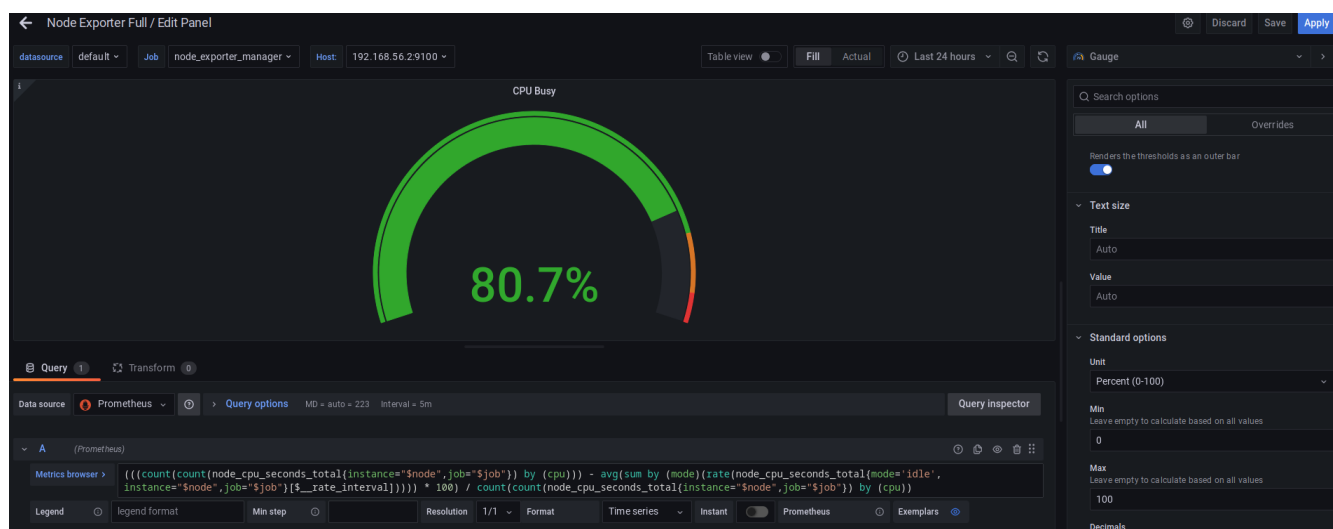 Node Exporter Full / Edit Panel
Discard Save Apply
datasource default Job node_exporter_manager Host: 192.168.56.2:9100
Table view Fill Actual Last 24 hours
Gauge
i
CPU Busy
80.7%
Search options
All Overrides
Renders the thresholds as an outer bar
Text size
Title
Auto
Value
Auto
Standard options
Unit
Percent (0-100)
Min
Leave empty to calculate based on all values
0
Max
Leave empty to calculate based on all values
100
Decimals
Query 1 Transform 0
Data source Prometheus Query options MD = auto = 223 Interval = 5m Query inspector
A (Prometheus)
Metrics browser > (((count(count(node_cpu_seconds_total{instance="$node",job="$job"}) by (cpu))) - avg(sum by (mode)(rate(node_cpu_seconds_total{mode='idle',
instance="$node",job="$job"}[$__rate_interval])))) * 100) / count(count(node_cpu_seconds_total{instance="$node",job="$job"}) by (cpu))
Legend legend format Min step Resolution 1/1 Format Time series Instant Prometheus Exemplars